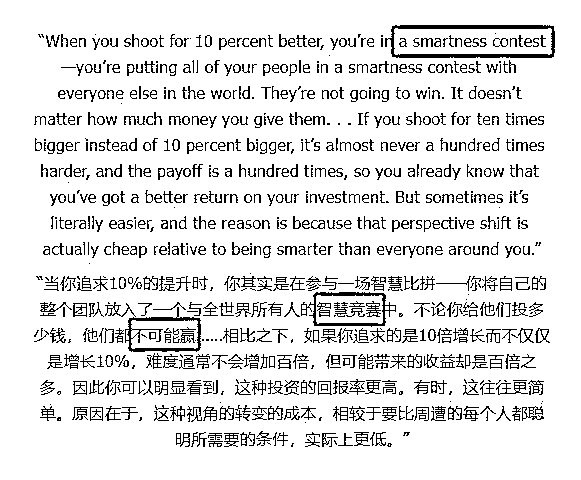 “When you shoot for 10 percent better, you’re in a smartness contest
—you’re putting all of your people in a smartness contest with
everyone else in the world. They’re not going to win. It doesn’t
matter how much money you give them. . . If you shoot for ten times
bigger instead of 10 percent bigger, it’s almost never a hundred times
harder, and the payoff is a hundred times, so you already know that
you’ve got a better return on your investment. But sometimes it’s
literally easier, and the reason is because that perspective shift is
actually cheap relative to being smarter than everyone around you.”
“当你追求10%的提升时，你其实是在参与一场智慧比拼——你将自己的
整个团队放入了一个与全世界所有人的智慧竞赛中。不论你给他们投多
少钱，他们都不可能赢.....相比之下，如果你追求的是10倍增长而不仅仅
是增长10%，难度通常不会增加百倍，但可能带来的收益却是百倍之
多。因此你可以明显看到，这种投资的回报率更高。有时，这往往更简
单。原因在于，这种视角的转变的成本，相较于要比周遭的每个人都聪
明所需要的条件，实际上更低。”